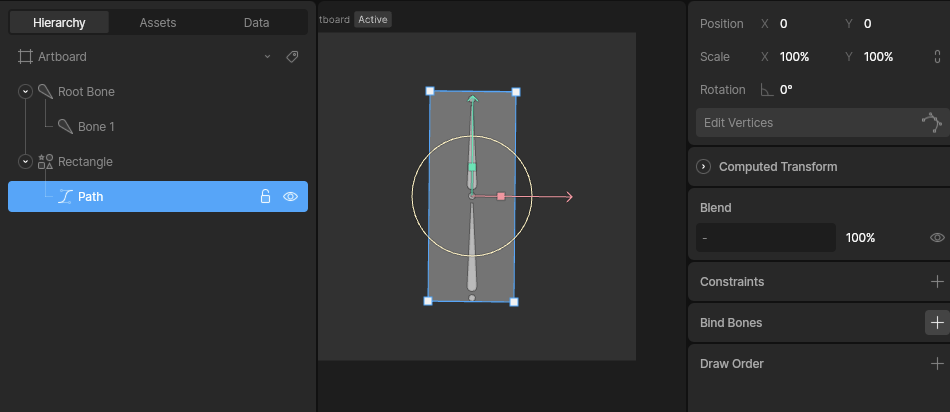 Hierarchy Assets Data
Artboard
Root Bone
Bone 1
Rectangle
Path
tboard Active
Position X 0 Y 0
Scale X 100% Y 100%
Rotation 0°
Edit Vertices
Computed Transform
Blend
- 100%
Constraints
Bind Bones
Draw Order